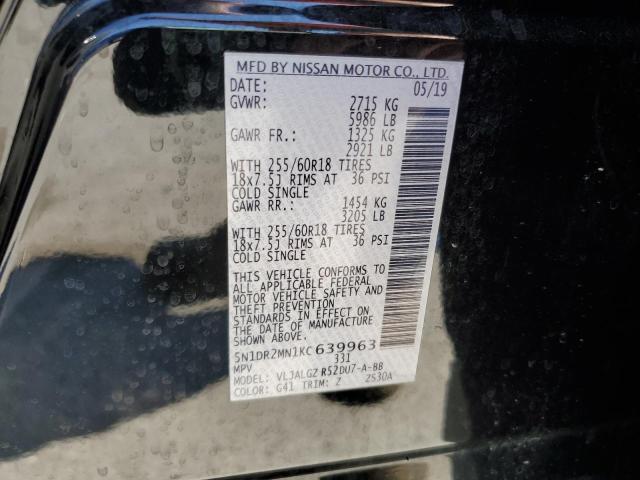 MFD BY NISSAN MOTOR CO., LTD.
DATE: 05/19
GVWR: 2715 KG
5986 LB
GAWR FR.: 1325 KG
2921 LB
WITH 255/60R18 TIRES
18x7.5J RIMS AT 36 PSI
COLD SINGLE
GAWR RR.: 1454 KG
3205 LB
WITH 255/60R18 TIRES
18x7.5J RIMS AT 36 PSI
COLD SINGLE
THIS VEHICLE CONFORMS TO
ALL APPLICABLE FEDERAL
MOTOR VEHICLE SAFETY AND
THEFT PREVENTION
STANDARDS IN EFFECT ON
THE DATE OF MANUFACTURE
SHOWN ABOVE.
5N1DR2MN1KC639963
MPV 331
MODEL: VLJALGZ R52DU7-A-BB
COLOR: G41 TRIM: Z 2S30A